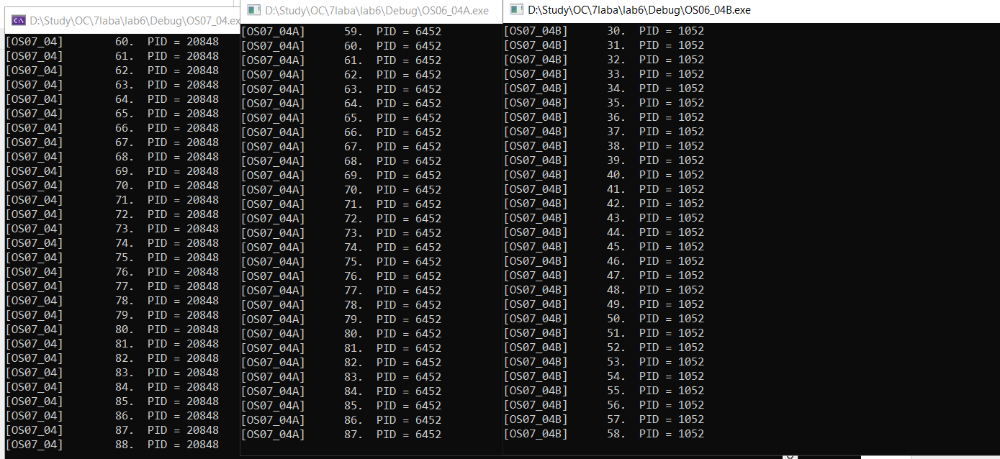 D:\Study\OC\7laba\lab6\Debug\OS07_04.ex
[OS07_04] 60. PID = 20848
[OS07_04] 61. PID = 20848
[OS07_04] 62. PID = 20848
[OS07_04] 63. PID = 20848
[OS07_04] 64. PID = 20848
[OS07_04] 65. PID = 20848
[OS07_04] 66. PID = 20848
[OS07_04] 67. PID = 20848
[OS07_04] 68. PID = 20848
[OS07_04] 69. PID = 20848
[OS07_04] 70. PID = 20848
[OS07_04] 71. PID = 20848
[OS07_04] 72. PID = 20848
[OS07_04] 73. PID = 20848
[OS07_04] 74. PID = 20848
[OS07_04] 75. PID = 20848
[OS07_04] 76. PID = 20848
[OS07_04] 77. PID = 20848
[OS07_04] 78. PID = 20848
[OS07_04] 79. PID = 20848
[OS07_04] 80. PID = 20848
[OS07_04] 81. PID = 20848
[OS07_04] 82. PID = 20848
[OS07_04] 83. PID = 20848
[OS07_04] 84. PID = 20848
[OS07_04] 85. PID = 20848
[OS07_04] 86. PID = 20848
[OS07_04] 87. PID = 20848
[OS07_04] 88. PID = 20848
D:\Study\OC\7laba\lab6\Debug\OS06_04A.exe
[OS07_04A] 59. PID = 6452
[OS07_04A] 60. PID = 6452
[OS07_04A] 61. PID = 6452
[OS07_04A] 62. PID = 6452
[OS07_04A] 63. PID = 6452
[OS07_04A] 64. PID = 6452
[OS07_04A] 65. PID = 6452
[OS07_04A] 66. PID = 6452
[OS07_04A] 67. PID = 6452
[OS07_04A] 68. PID = 6452
[OS07_04A] 69. PID = 6452
[OS07_04A] 70. PID = 6452
[OS07_04A] 71. PID = 6452
[OS07_04A] 72. PID = 6452
[OS07_04A] 73. PID = 6452
[OS07_04A] 74. PID = 6452
[OS07_04A] 75. PID = 6452
[OS07_04A] 76. PID = 6452
[OS07_04A] 77. PID = 6452
[OS07_04A] 78. PID = 6452
[OS07_04A] 79. PID = 6452
[OS07_04A] 80. PID = 6452
[OS07_04A] 81. PID = 6452
[OS07_04A] 82. PID = 6452
[OS07_04A] 83. PID = 6452
[OS07_04A] 84. PID = 6452
[OS07_04A] 85. PID = 6452
[OS07_04A] 86. PID = 6452
[OS07_04A] 87. PID = 6452
D:\Study\OC\7laba\lab6\Debug\OS06_04B.exe
[OS07_04B] 30. PID = 1052
[OS07_04B] 31. PID = 1052
[OS07_04B] 32. PID = 1052
[OS07_04B] 33. PID = 1052
[OS07_04B] 34. PID = 1052
[OS07_04B] 35. PID = 1052
[OS07_04B] 36. PID = 1052
[OS07_04B] 37. PID = 1052
[OS07_04B] 38. PID = 1052
[OS07_04B] 39. PID = 1052
[OS07_04B] 40. PID = 1052
[OS07_04B] 41. PID = 1052
[OS07_04B] 42. PID = 1052
[OS07_04B] 43. PID = 1052
[OS07_04B] 44. PID = 1052
[OS07_04B] 45. PID = 1052
[OS07_04B] 46. PID = 1052
[OS07_04B] 47. PID = 1052
[OS07_04B] 48. PID = 1052
[OS07_04B] 49. PID = 1052
[OS07_04B] 50. PID = 1052
[OS07_04B] 51. PID = 1052
[OS07_04B] 52. PID = 1052
[OS07_04B] 53. PID = 1052
[OS07_04B] 54. PID = 1052
[OS07_04B] 55. PID = 1052
[OS07_04B] 56. PID = 1052
[OS07_04B] 57. PID = 1052
[OS07_04B] 58. PID = 1052